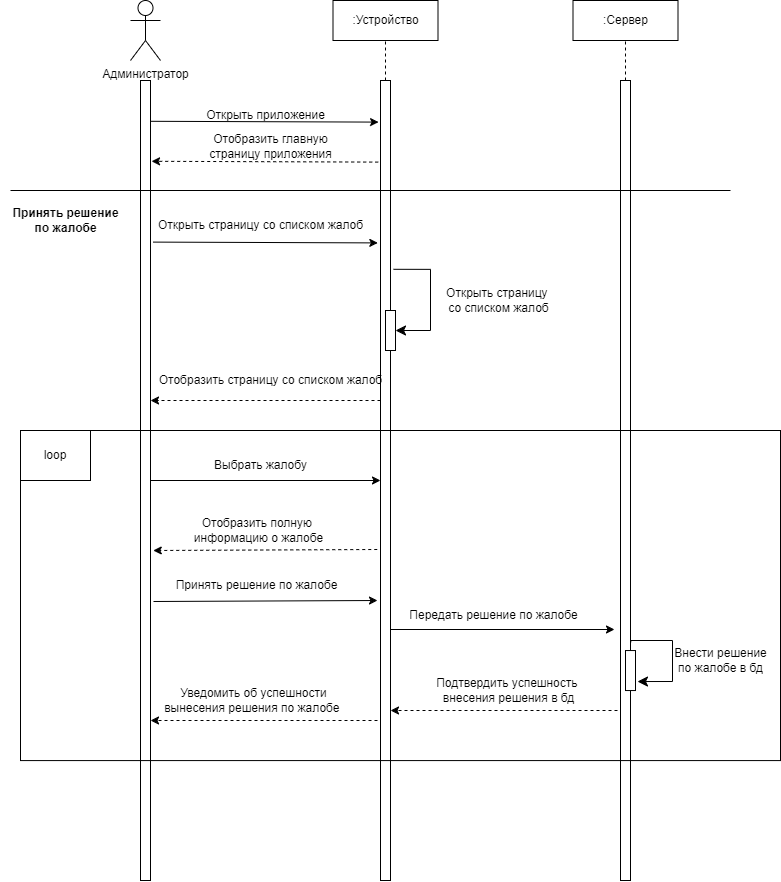 :Устройство
:Сервер
Администратор
Открыть приложение
Отобразить главную
страницу приложения
Принять решение
по жалобе
Открыть страницу со списком жалоб
Открыть страницу
со списком жалоб
Отобразить страницу со списком жалоб
loop
Выбрать жалобу
Отобразить полную
информацию о жалобе
Принять решение по жалобе
Передать решение по жалобе
Внести решение
по жалобе в бд
Подтвердить успешность
внесения решения в бд
Уведомить об успешности
вынесения решения по жалобе